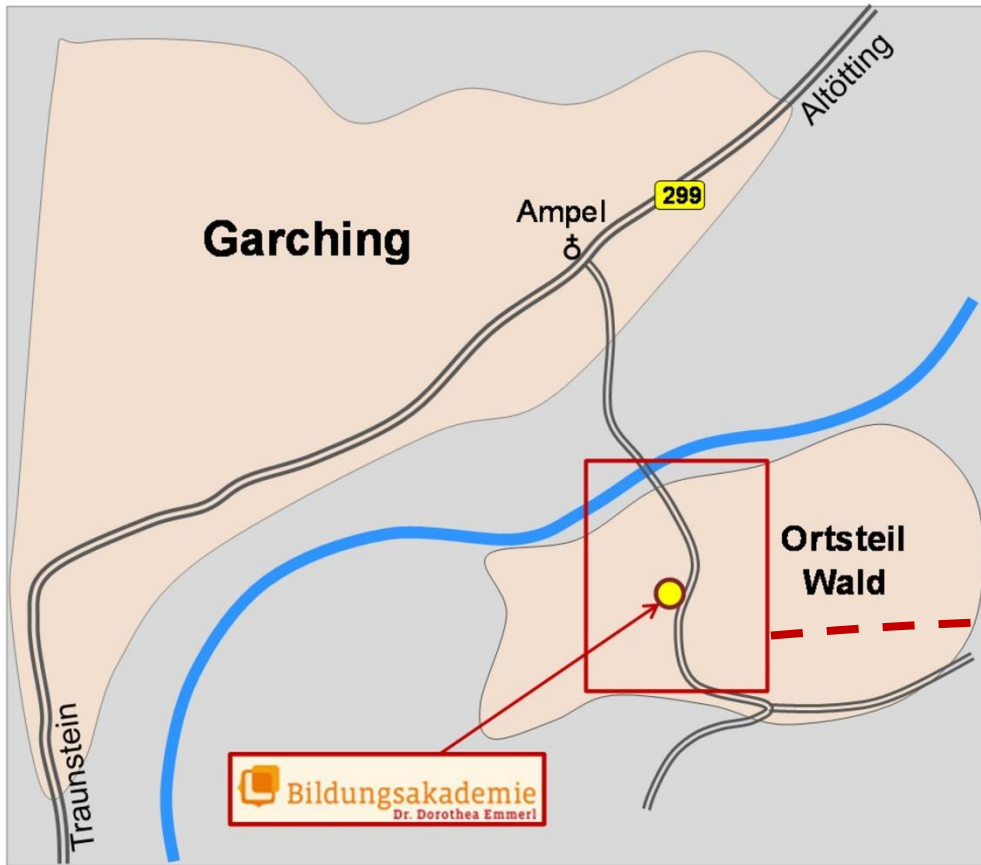 Altötting
299
Ampel
Garching
Ortsteil
Wald
Traunstein
Bildungsakademie
Dr. Dorothea Emmerl